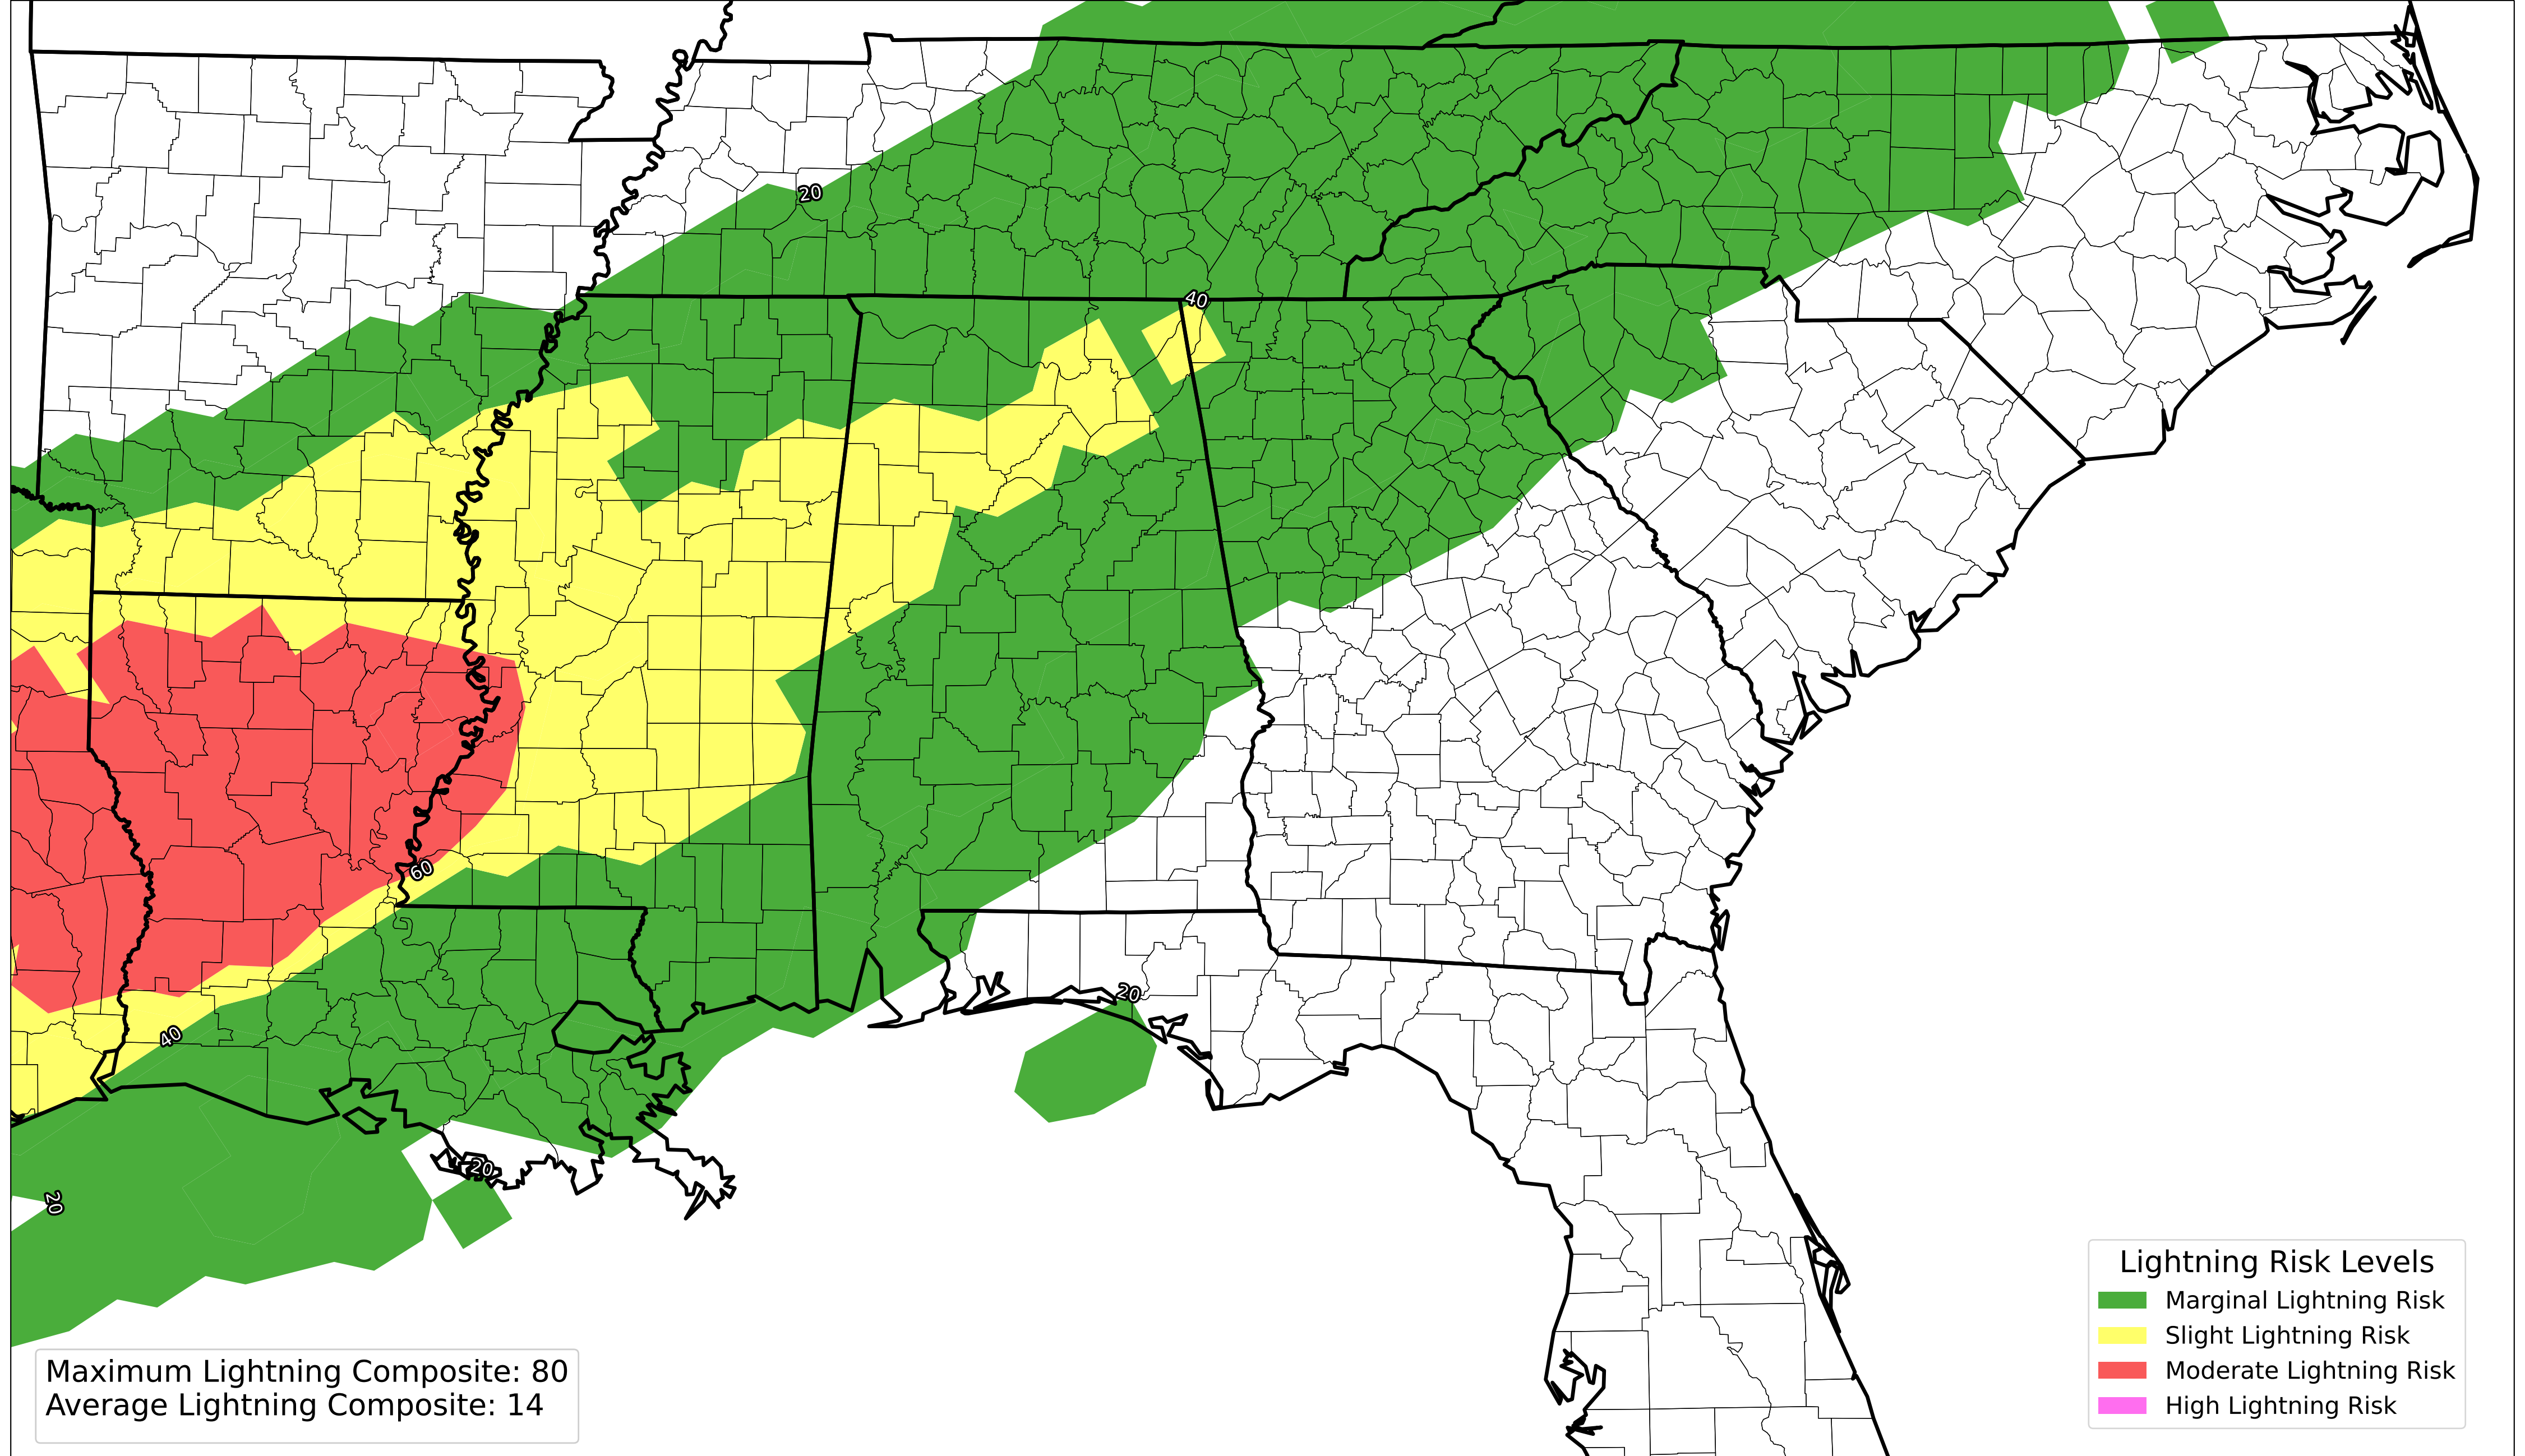 20
40
60
40
20
20
20
Maximum Lightning Composite: 80
Average Lightning Composite: 14
Lightning Risk Levels
Marginal Lightning Risk
Slight Lightning Risk
Moderate Lightning Risk
High Lightning Risk